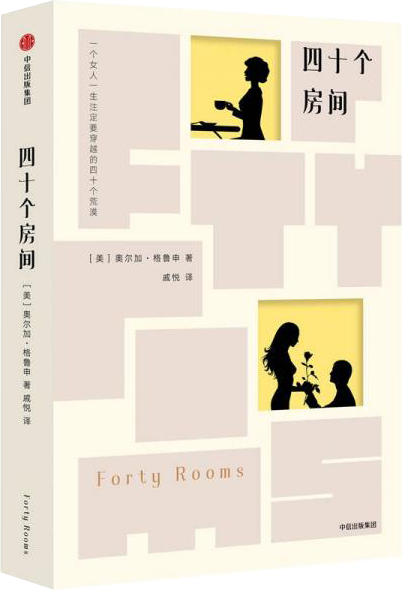 中信出版集团
四十个房间
[美]奥尔加·格鲁申 著
戚悦 译
Forty Rooms
一个女人一生注定要穿越的四十个荒漠
四十个
房间
[美]奥尔加·格鲁申 著
戚悦 译
Forty Rooms
中信出版集团